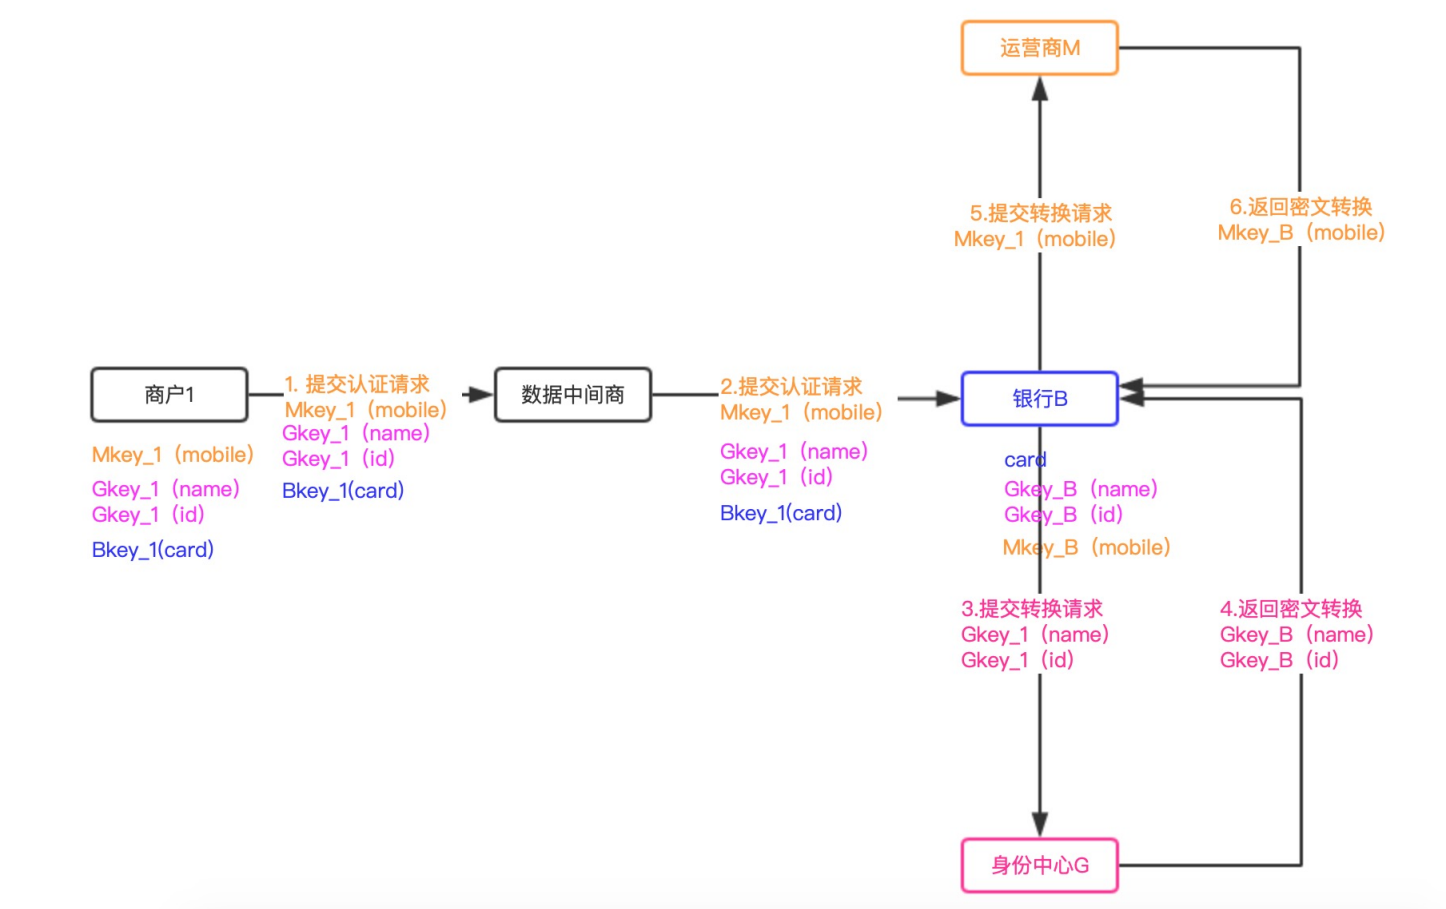 运营商M
5.提交转换请求
Mkey_1（mobile）
6.返回密文转换
Mkey_B（mobile）
商户1
Mkey_1（mobile）
Gkey_1（name）
Gkey_1（id）
Bkey_1(card)
1. 提交认证请求
Mkey_1（mobile）
Gkey_1（name）
Gkey_1（id）
Bkey_1(card)
数据中间商
2.提交认证请求
Mkey_1（mobile）
Gkey_1（name）
Gkey_1（id）
Bkey_1(card)
银行B
card
Gkey_B（name）
Gkey_B（id）
Mkey_B（mobile）
3.提交转换请求
Gkey_1（name）
Gkey_1（id）
4.返回密文转换
Gkey_B（name）
Gkey_B（id）
身份中心G